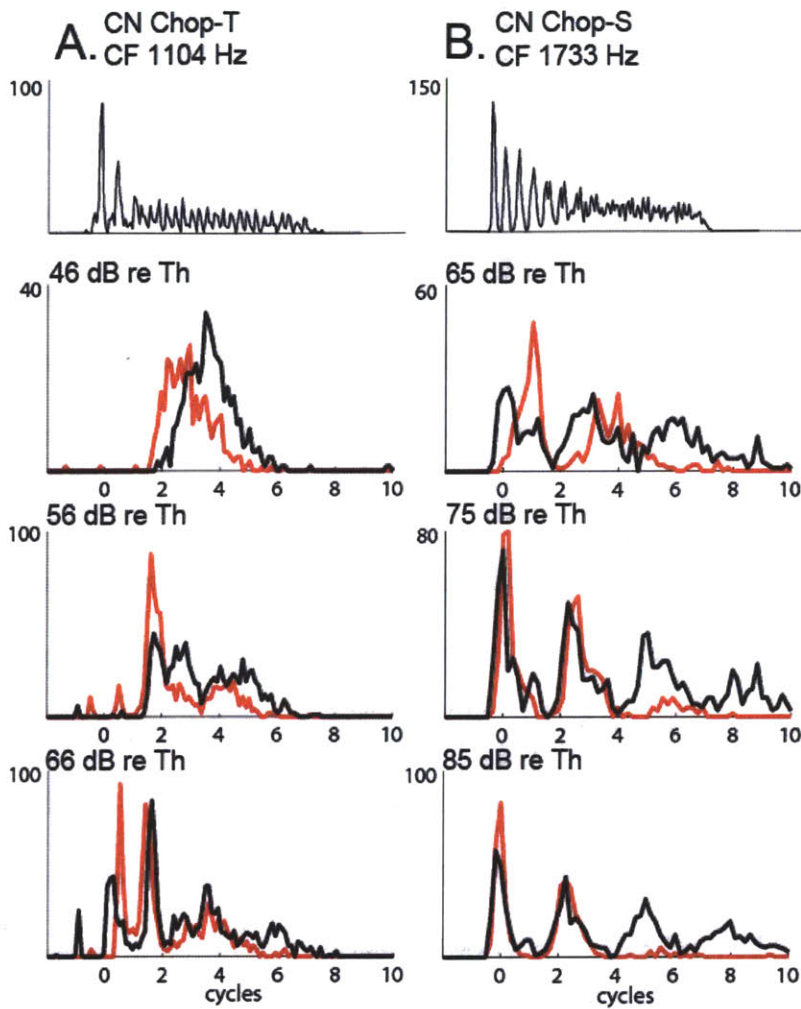 A. CN Chop-T
CF 1104 Hz
B. CN Chop-S
CF 1733 Hz
100
150
46 dB re Th
40
0 2 4 6 8 10
65 dB re Th
60
0 2 4 6 8 10
56 dB re Th
100
0 2 4 6 8 10
75 dB re Th
80
0 2 4 6 8 10
66 dB re Th
100
0 2 4 6 8 10
cycles
85 dB re Th
100
0 2 4 6 8 10
cycles